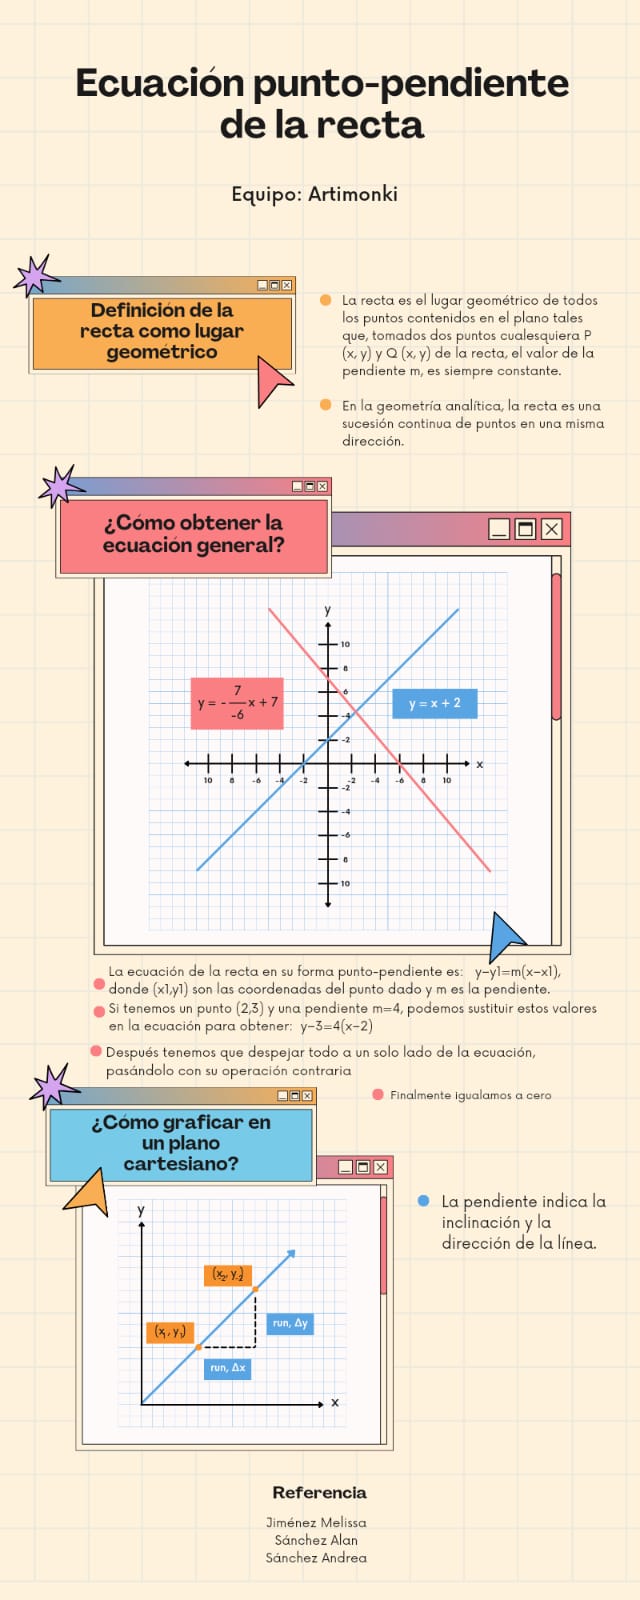 Ecuación punto-pendiente
de la recta
Equipo: Artimonki
Definición de la
recta como lugar
geométrico
La recta es el lugar geométrico de todos
los puntos contenidos en el plano tales
que, tomados dos puntos cualesquiera P
(x, y) y Q (x, y) de la recta, el valor de la
pendiente m, es siempre constante.
En la geometría analítica, la recta es una
sucesión continua de puntos en una misma
dirección.
¿Cómo obtener la
ecuación general?
y
10
8
6
-4
-2
y = - 7/-6 x + 7
y = x + 2
x
10 8 -6 -4 -2 -2 -4 -6 8 10
-2
-4
-6
8
10
La ecuación de la recta en su forma punto-pendiente es: y−y1=m(x−x1),
donde (x1,y1) son las coordenadas del punto dado y m es la pendiente.
Si tenemos un punto (2,3) y una pendiente m=4, podemos sustituir estos valores
en la ecuación para obtener: y−3=4(x−2)
Después tenemos que despejar todo a un solo lado de la ecuación,
pasándolo con su operación contraria
Finalmente igualamos a cero
¿Cómo graficar en
un plano
cartesiano?
La pendiente indica la
inclinación y la
dirección de la línea.
y
(x₂, y₂)
(x₁, y₁)
run, Δy
run, Δx
x
Referencia
Jiménez Melissa
Sánchez Alan
Sánchez Andrea